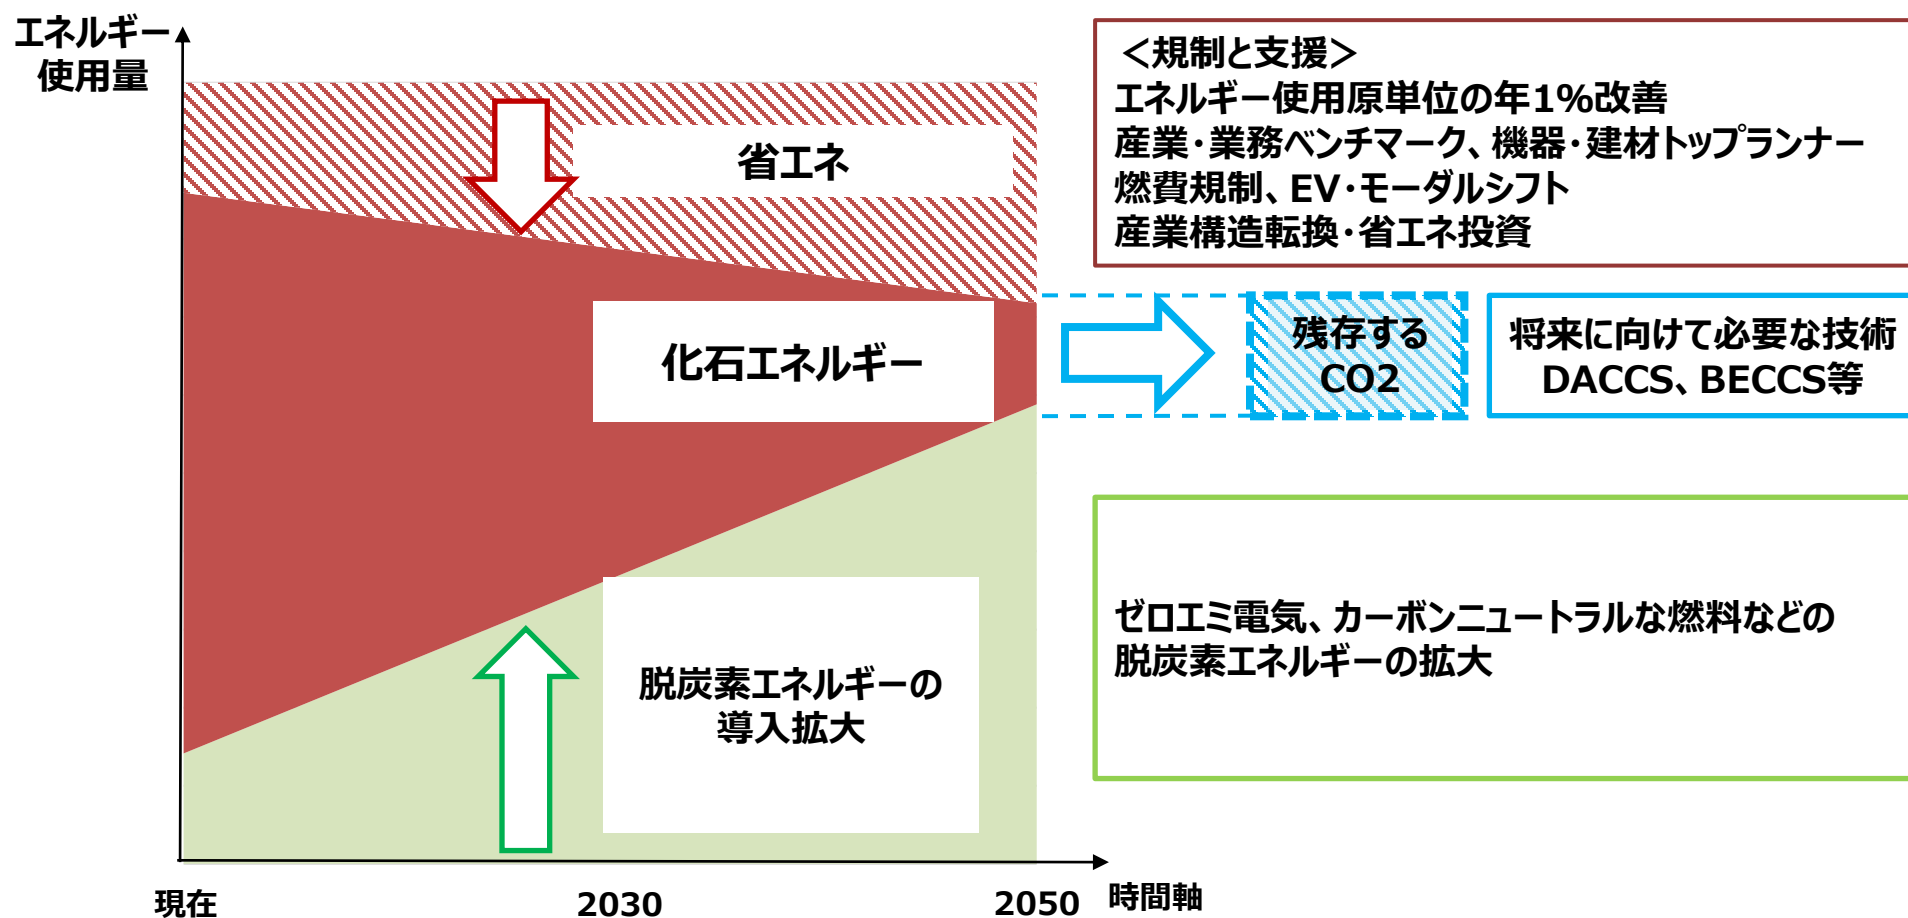 エネルギー
使用量
省エネ
化石エネルギー
脱炭素エネルギーの
導入拡大
現在
2030
2050
時間軸
＜規制と支援＞
エネルギー使用原単位の年1%改善
産業・業務ベンチマーク、機器・建材トップランナー
燃費規制、EV・モーダルシフト
産業構造転換・省エネ投資
残存する
CO2
将来に向けて必要な技術
DACCS、BECCS等
ゼロエミ電気、カーボンニュートラルな燃料などの
脱炭素エネルギーの拡大